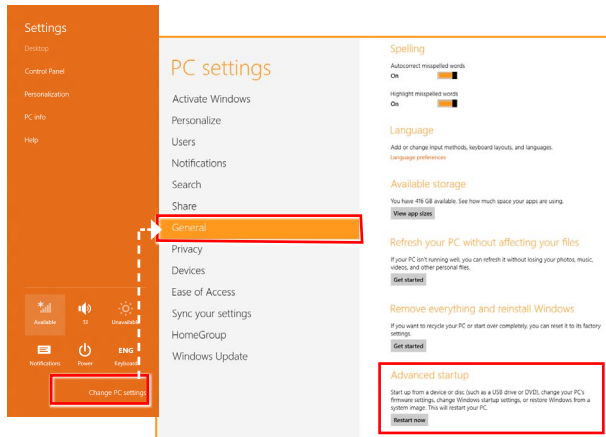 Settings
Desktop
Control Panel
Personalization
PC info
Help
Available
10
Unavailable
Notifications
Power
ENG
Keyboard
Change PC settings
PC settings
Activate Windows
Personalize
Users
Notifications
Search
Share
General
Privacy
Devices
Ease of Access
Sync your settings
HomeGroup
Windows Update
Spelling
Autocorrect misspelled words
On
Highlight misspelled words
On
Language
Add or change input methods, keyboard layouts, and languages.
Language preferences
Available storage
You have 416 GB available. See how much space your apps are using.
View app sizes
Refresh your PC without affecting your files
If your PC isn't running well, you can refresh it without losing your photos, music,
videos, and other personal files.
Get started
Remove everything and reinstall Windows
If you want to recycle your PC or start over completely, you can reset it to its factory
settings.
Get started
Advanced startup
Start up from a device or disc (such as a USB drive or DVD), change your PC's
firmware settings, change Windows startup settings, or restore Windows from a
system image. This will restart your PC.
Restart now